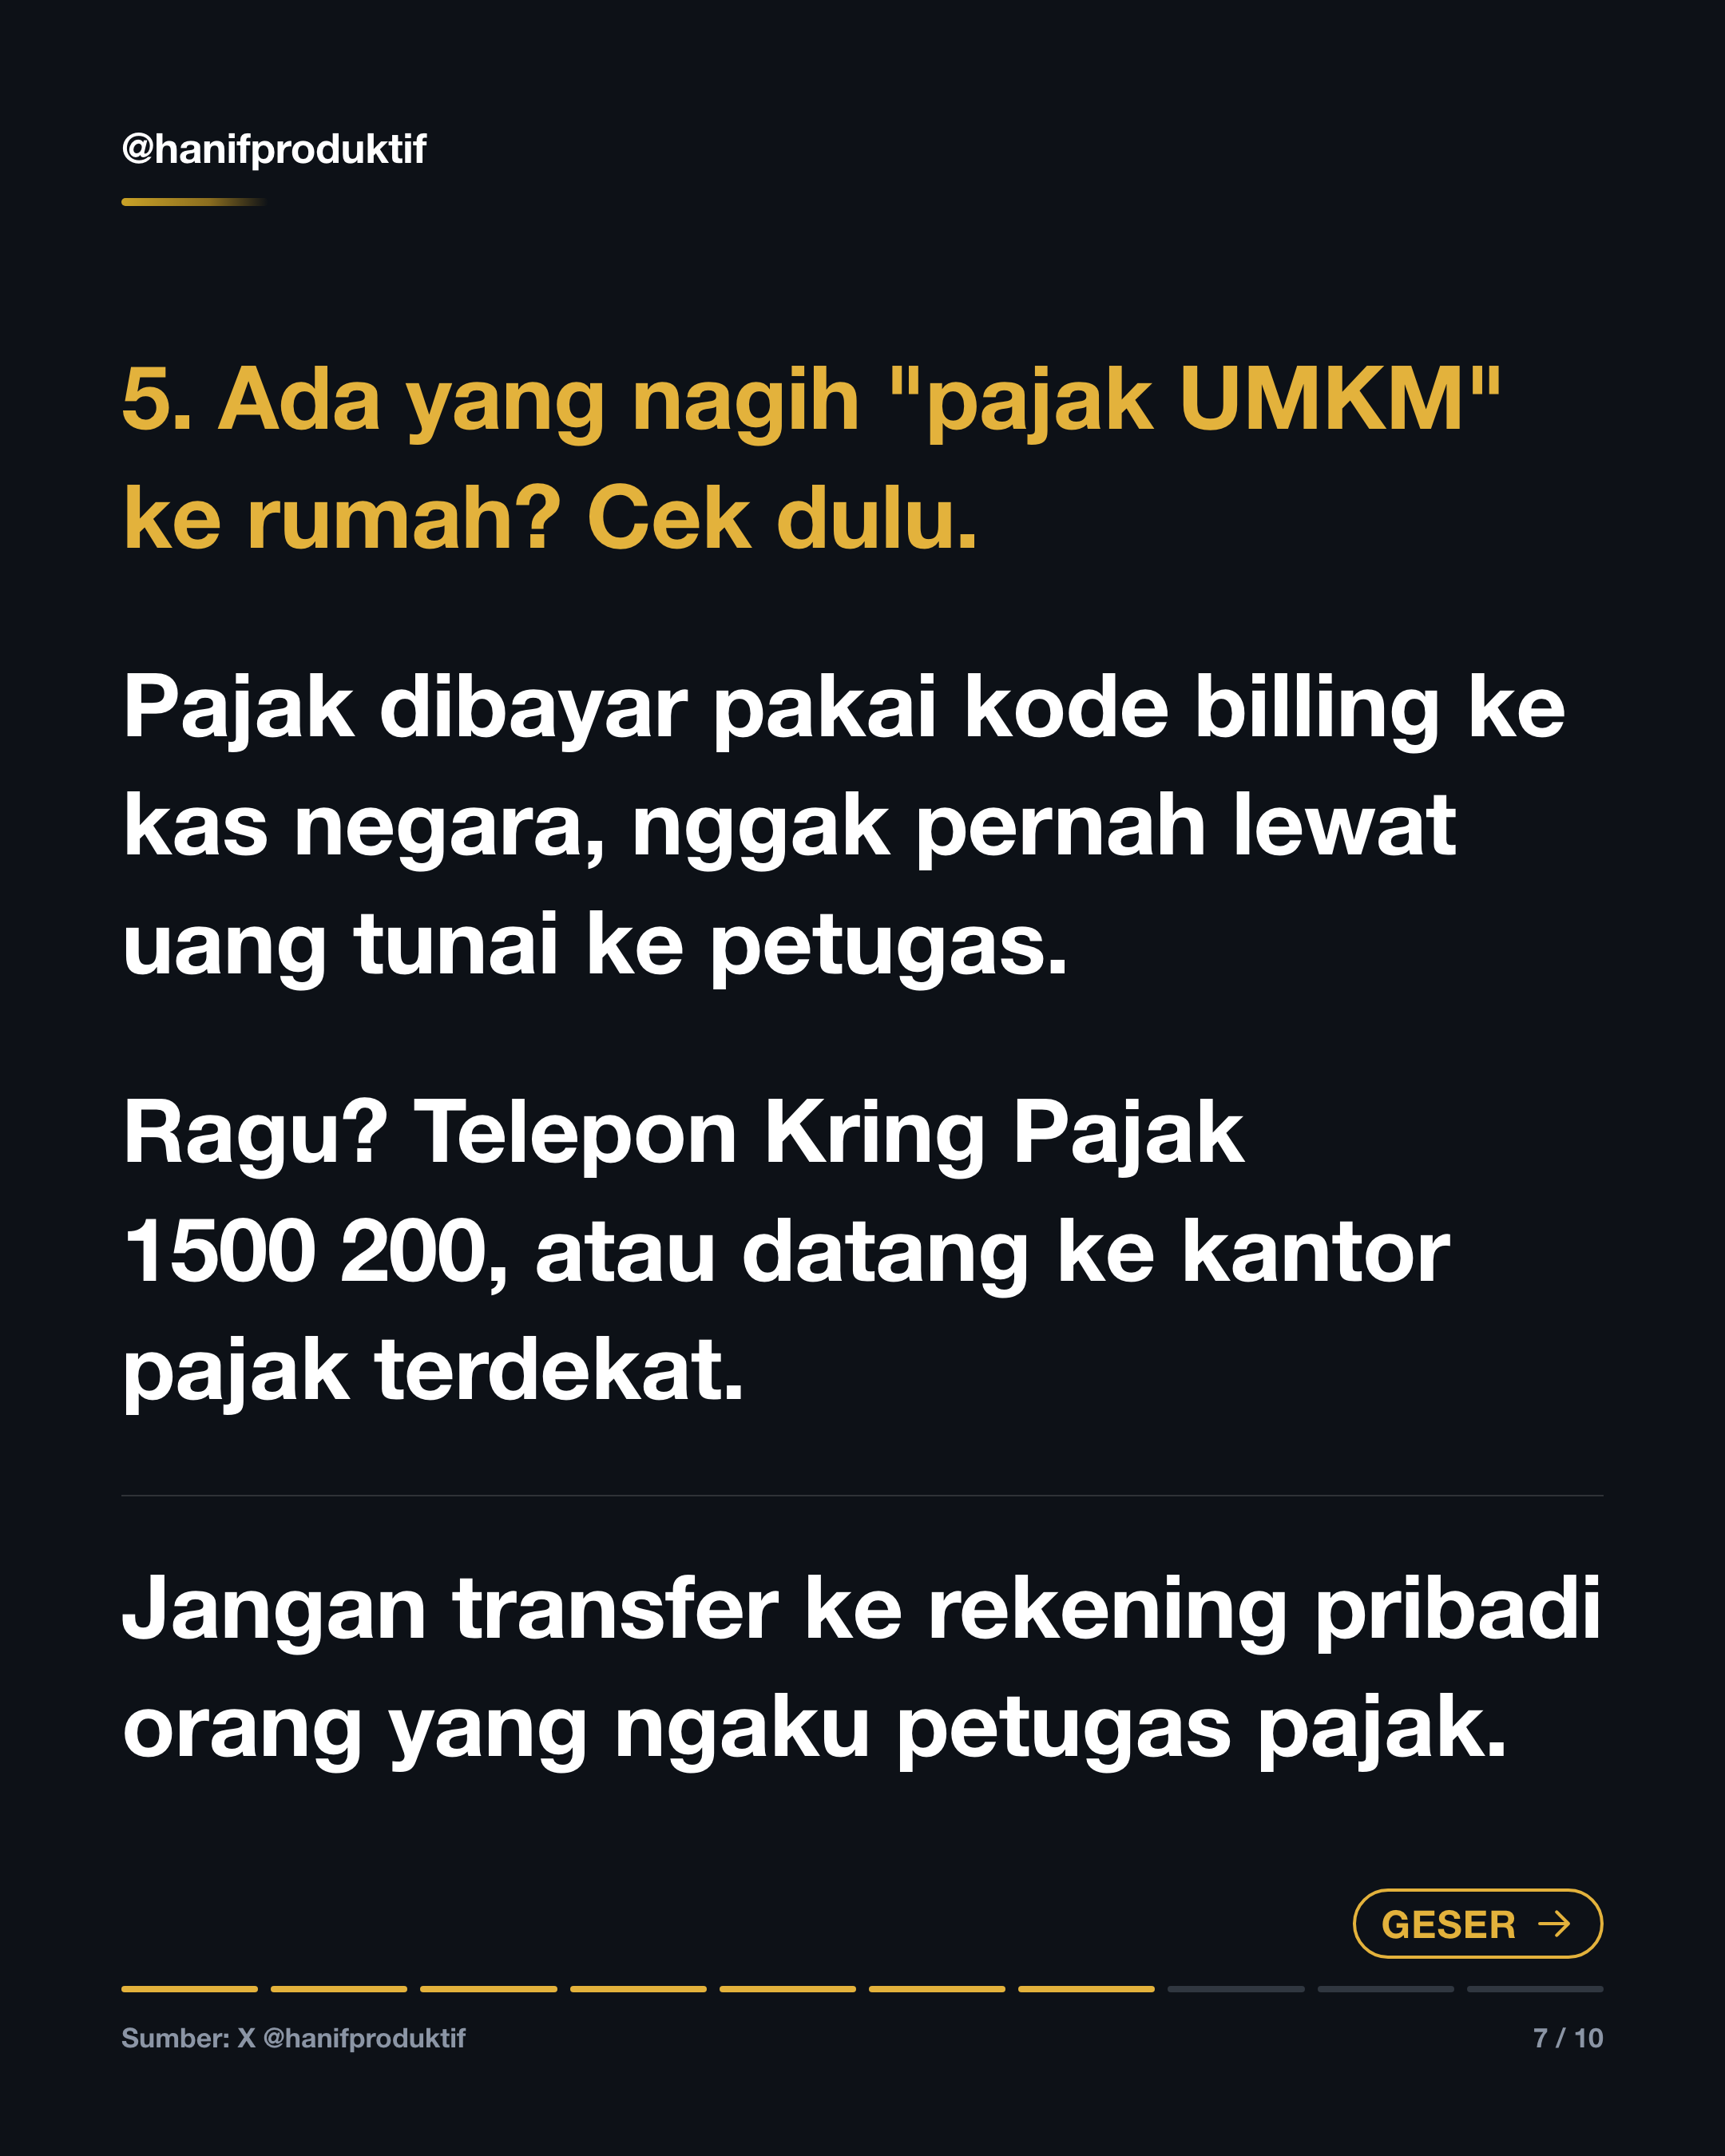 @hanifproduktif
5. Ada yang nagih "pajak UMKM"
ke rumah? Cek dulu.
Pajak dibayar pakai kode billing ke
kas negara, nggak pernah lewat
uang tunai ke petugas.
Ragu? Telepon Kring Pajak
1500 200, atau datang ke kantor
pajak terdekat.
Jangan transfer ke rekening pribadi
orang yang ngaku petugas pajak.
GESER →
Sumber: X @hanifproduktif
7 / 10